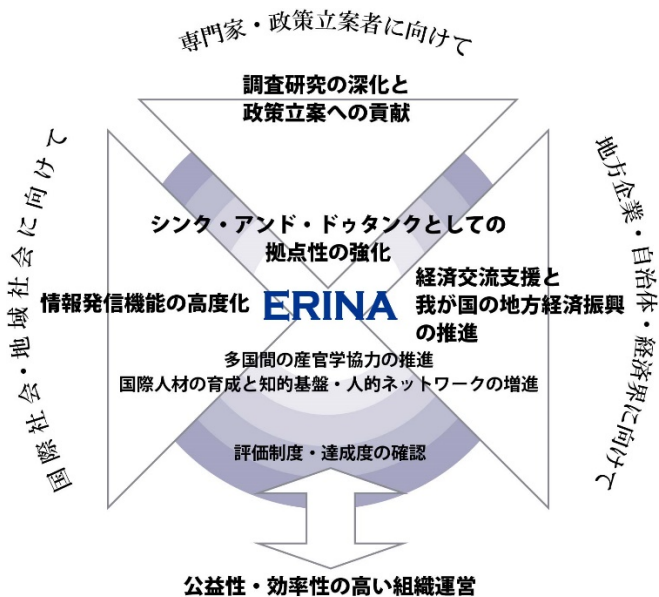 専門家・政策立案者に向けて
調査研究の深化と
政策立案への貢献
国際社会・地域社会に向けて
地方企業・自治体・経済界に向けて
シンク・アンド・ドゥタンクとしての
拠点性の強化
情報発信機能の高度化
ERINA
経済交流支援と
我が国の地方経済振興
の推進
多国間の産官学協力の推進
国際人材の育成と知的基盤・人的ネットワークの増進
評価制度・達成度の確認
公益性・効率性の高い組織運営